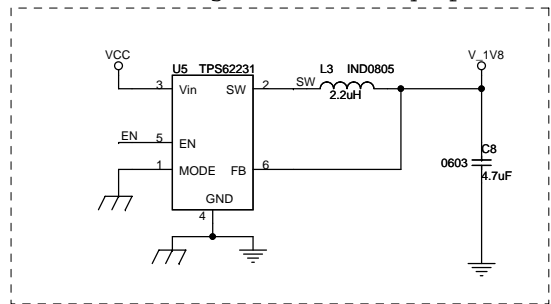 VCC
U5 TPS62231
L3 IND0805
V_1V8
3 Vin
SW 2
SW
2.2uH
EN
5 EN
1 MODE
FB 6
C8
0603
4.7uF
GND
4